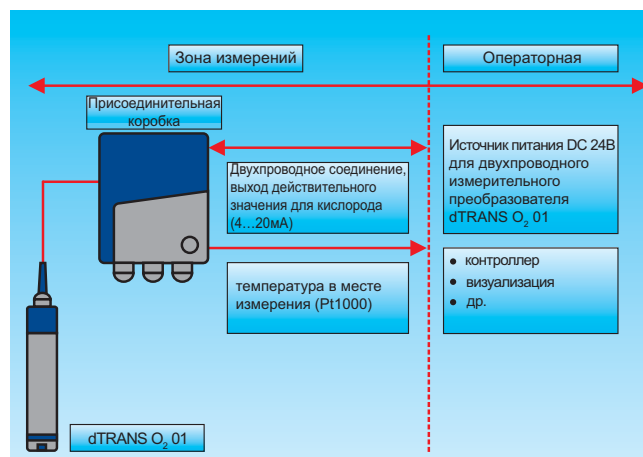 Зона измерений
Операторная
Присоединительная
коробка
Двухпроводное соединение,
выход действительного
значения для кислорода
(4...20мА)
Источник питания DC 24В
для двухпроводного
измерительного
преобразователя
dTRANS O₂ 01
температура в месте
измерения (Pt1000)
● контроллер
● визуализация
● др.
dTRANS O₂ 01